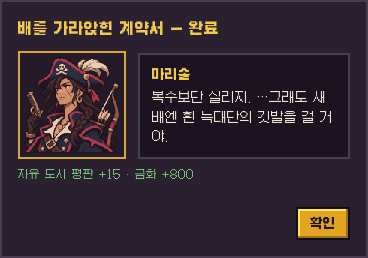 배를 가라앉힌 계약서 – 완료
마리솔
복수보단 실리지. …그래도 새
배엔 흰 늑대단의 깃발을 걸 거
야.
자유 도시 평판 +15 · 금화 +800
확인